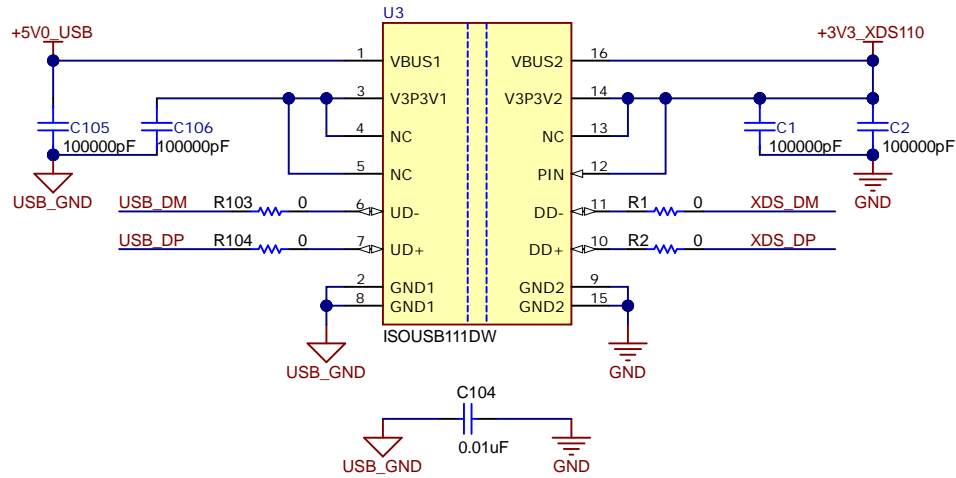 U3
+5V0_USB
+3V3_XDS110
1 VBUS1 VBUS2 16
3 V3P3V1 V3P3V2 14
4 NC NC 13
5 NC PIN 12
C105 100000pF
C106 100000pF
C1 100000pF
C2 100000pF
USB_GND
GND
USB_DM R103 0 6 UD- DD- 11 R1 0 XDS_DM
USB_DP R104 0 7 UD+ DD+ 10 R2 0 XDS_DP
2 GND1 GND2 9
8 GND1 GND2 15
ISOUSB111DW
USB_GND
GND
C104
0.01uF
USB_GND
GND